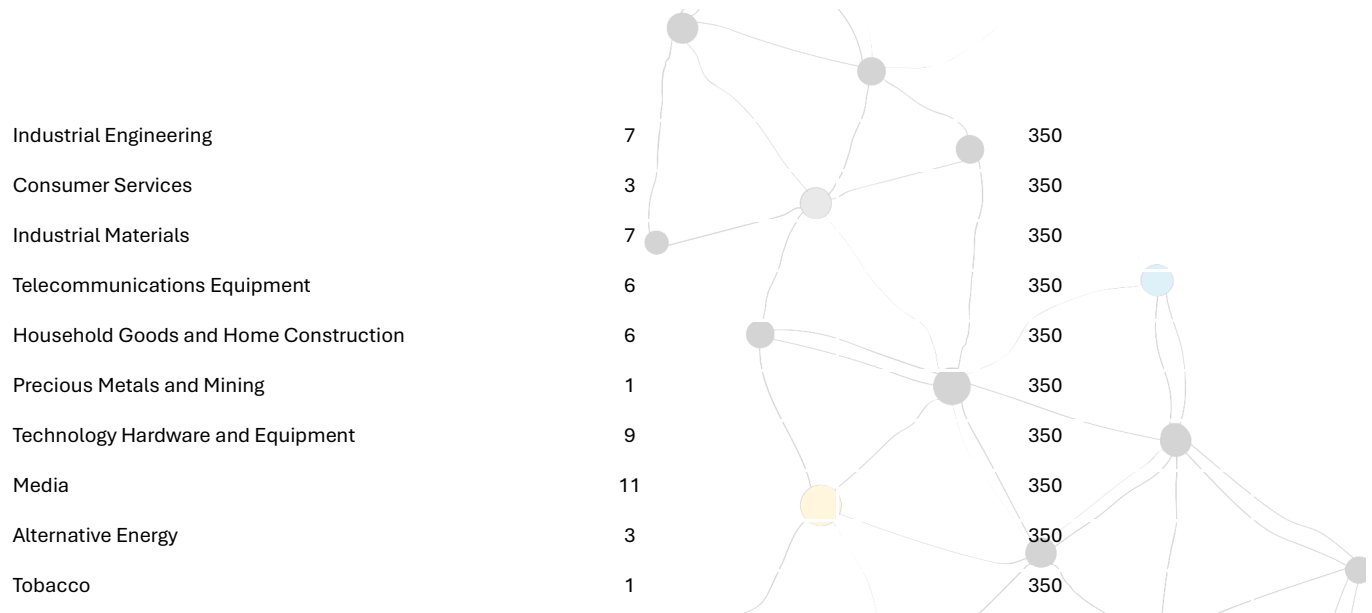 Industrial Engineering 7 350
Consumer Services 3 350
Industrial Materials 7 350
Telecommunications Equipment 6 350
Household Goods and Home Construction 6 350
Precious Metals and Mining 1 350
Technology Hardware and Equipment 9 350
Media 11 350
Alternative Energy 3 350
Tobacco 1 350